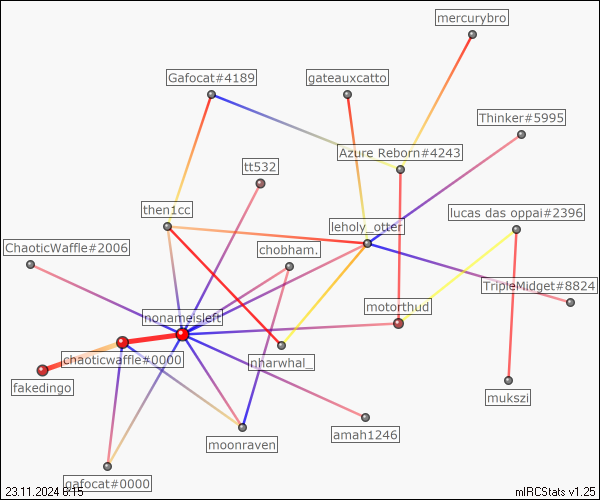 mercurybro
Gafocat#4189
gateauxcatto
Thinker#5995
Azure Reborn#4243
tt532
then1cc
lucas das oppai#2396
leholy_otter
ChaoticWaffle#2006
chobham.
TripleMidget#8824
motorthud
nonameisleft
chaoticwaffle#0000
nharwhal_
fakedingo
mukszi
moonraven
amah1246
gafocat#0000
23.11.2024 6:15
mIRCStats v1.25